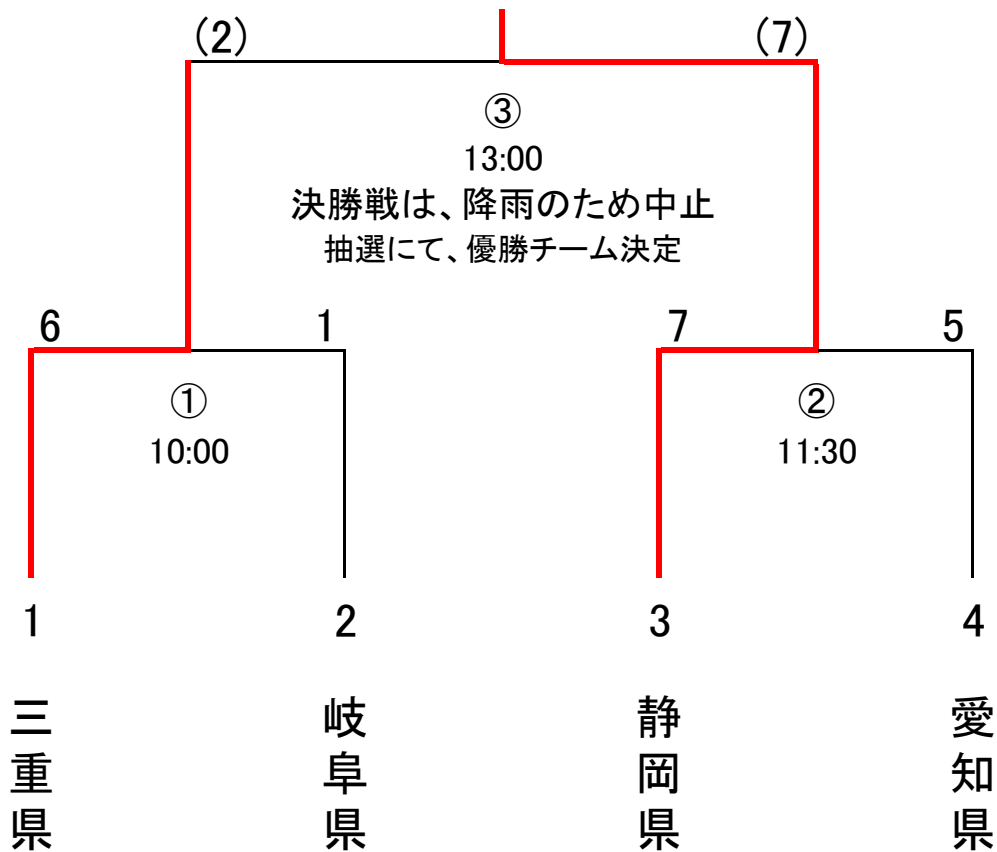 (2) (7)
③
13:00
決勝戦は、降雨のため中止
抽選にて、優勝チーム決定
6 1 7 5
① ②
10:00 11:30
1 2 3 4
三重県
岐阜県
静岡県
愛知県